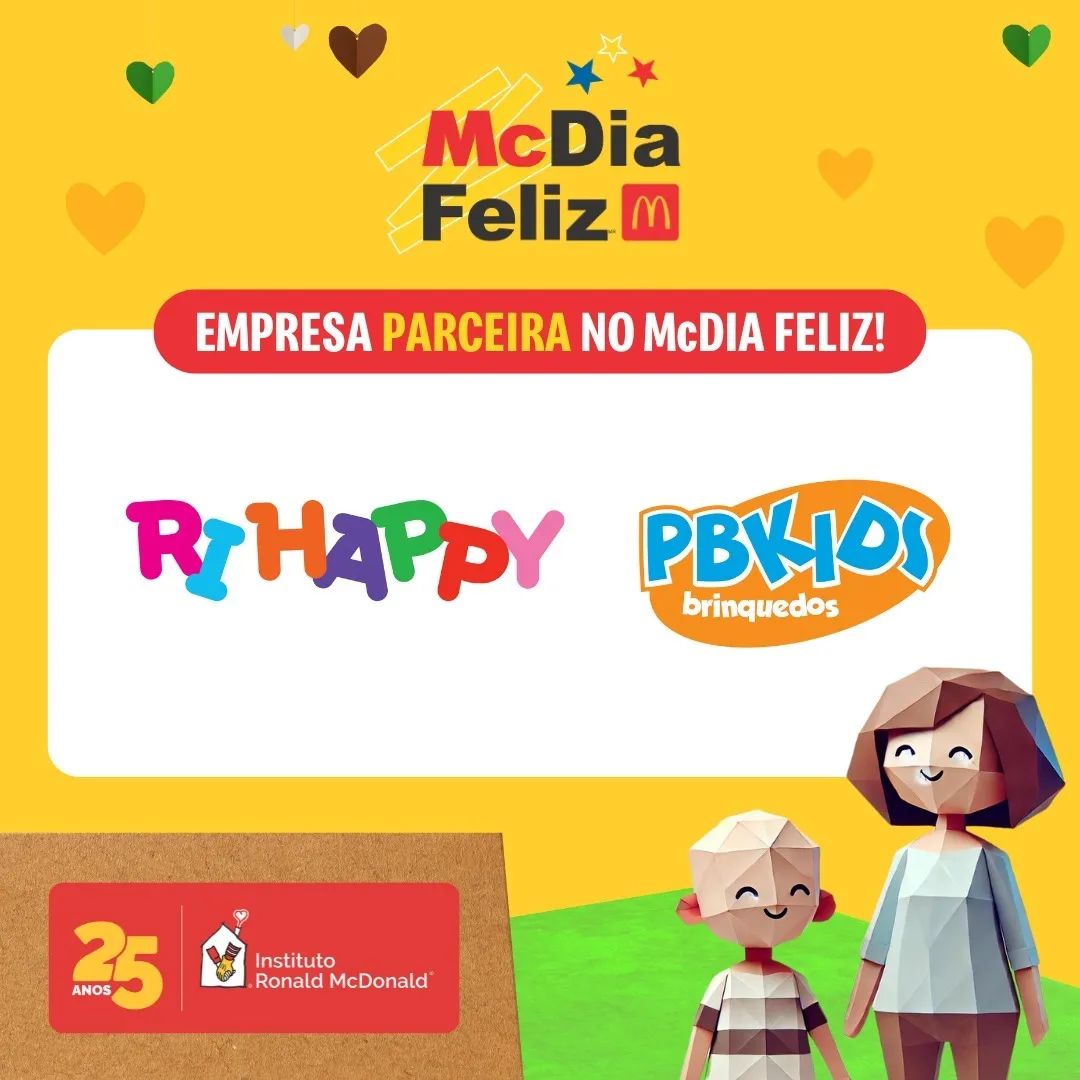 McDia
Feliz
EMPRESA PARCEIRA NO McDIA FELIZ!
RI HAPPY
PBKIDS
brinquedos
25
ANOS
Instituto
Ronald McDonald